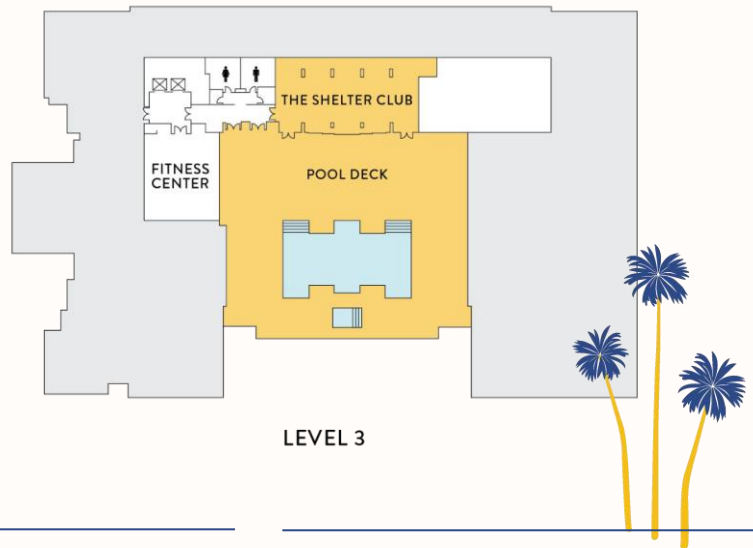 THE SHELTER CLUB
FITNESS
CENTER
POOL DECK
LEVEL 3